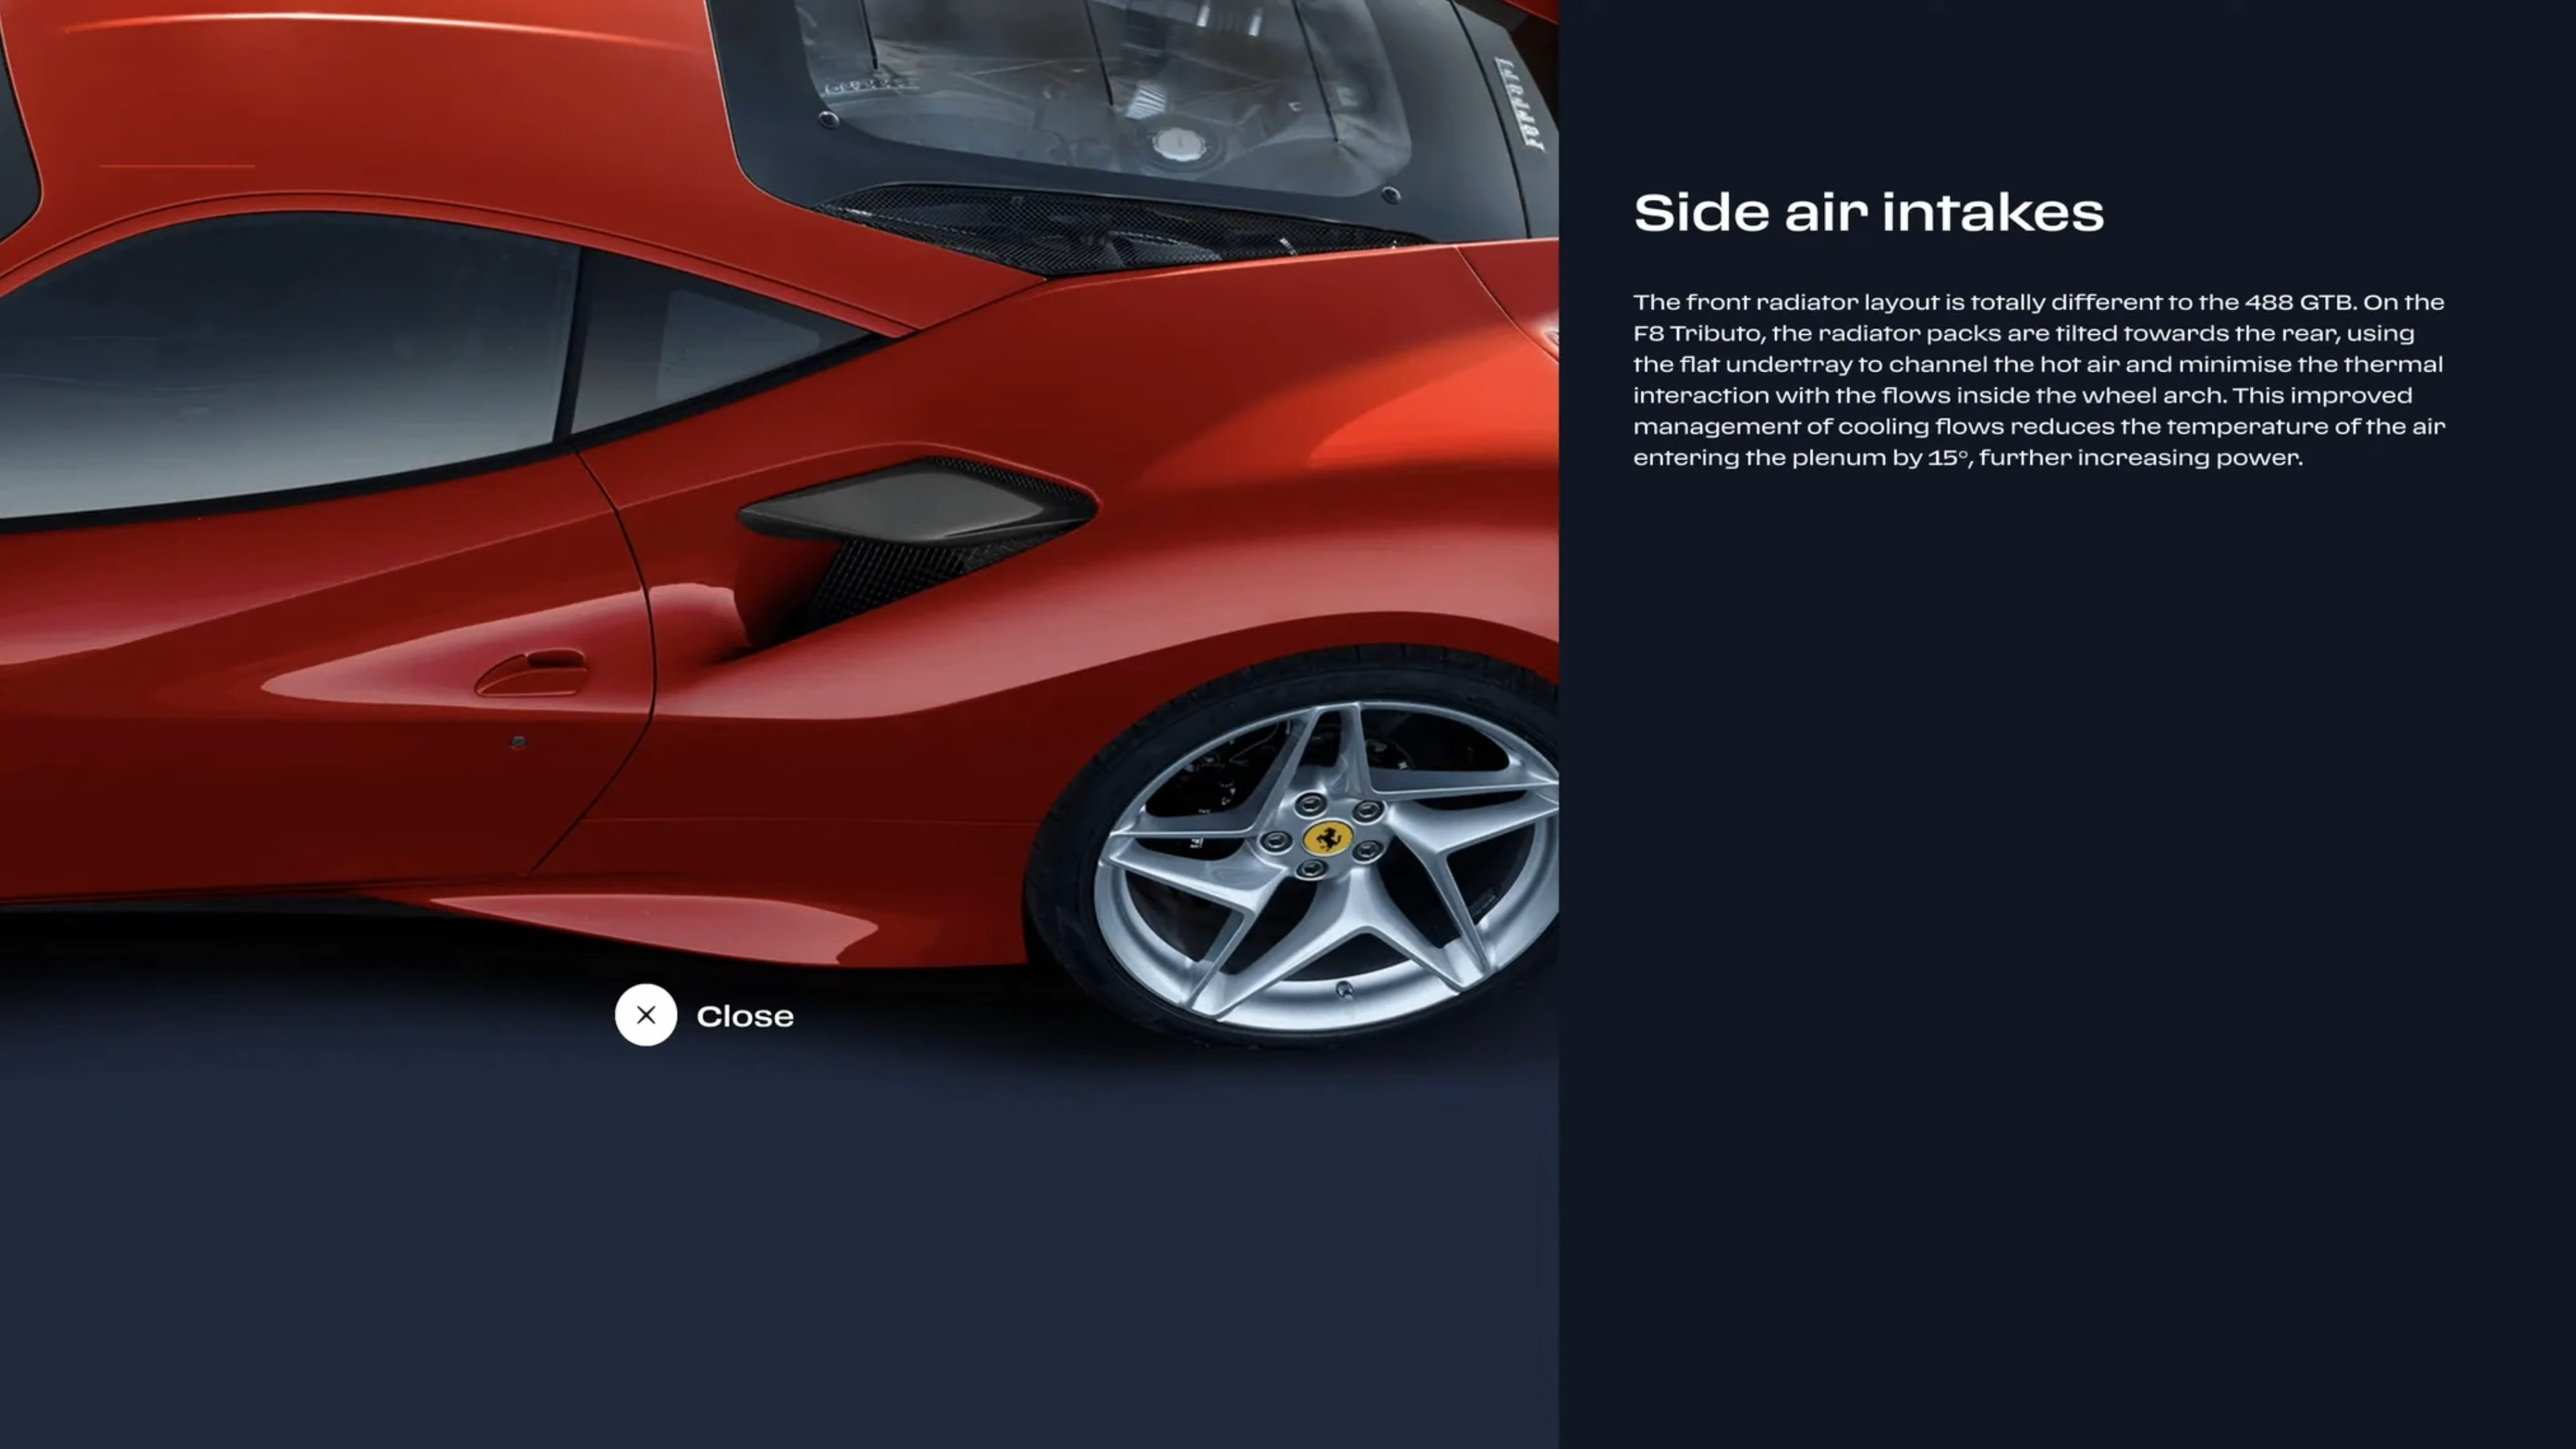 Ferrari
Side air intakes
The front radiator layout is totally different to the 488 GTB. On the
F8 Tributo, the radiator packs are tilted towards the rear, using
the flat undertray to channel the hot air and minimise the thermal
interaction with the flows inside the wheel arch. This improved
management of cooling flows reduces the temperature of the air
entering the plenum by 15°, further increasing power.
Close